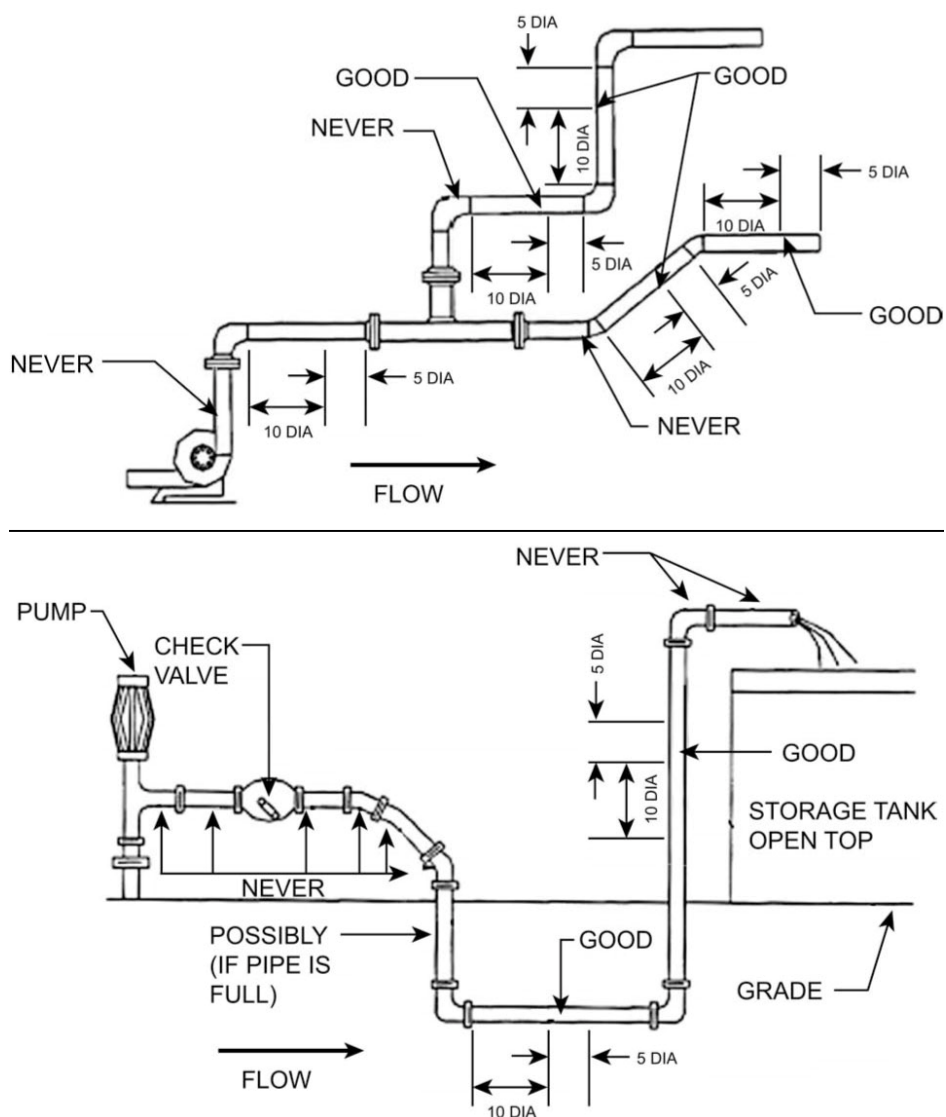 5 DIA
GOOD
GOOD
NEVER
10 DIA
5 DIA
10 DIA
5 DIA
10 DIA
5 DIA
GOOD
NEVER
5 DIA
10 DIA
10 DIA
NEVER
FLOW
NEVER
PUMP
CHECK
VALVE
5 DIA
GOOD
10 DIA
STORAGE TANK
OPEN TOP
NEVER
POSSIBLY
(IF PIPE IS
FULL)
GOOD
GRADE
5 DIA
FLOW
10 DIA